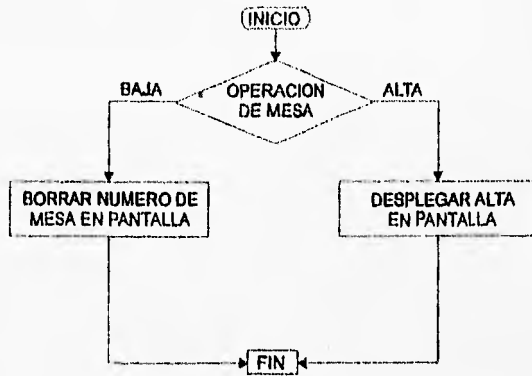 INICIO
BAJA
OPERACION
DE MESA
ALTA
BORRAR NUMERO DE
MESA EN PANTALLA
DESPLEGAR ALTA
EN PANTALLA
FIN